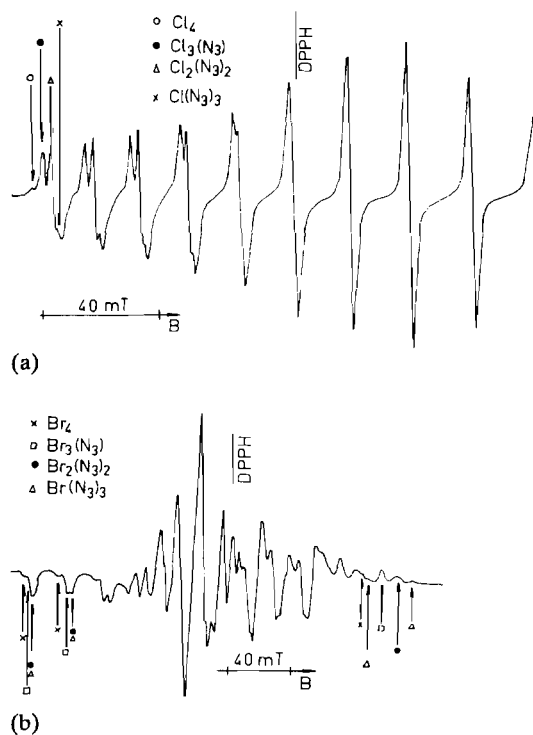 x
○ Cl₄
● Cl₃(N₃)
△ Cl₂(N₃)₂
x Cl(N₃)₃
DPPH
40 mT
B
(a)
x Br₄
□ Br₃(N₃)
● Br₂(N₃)₂
△ Br(N₃)₃
DPPH
40 mT
B
(b)